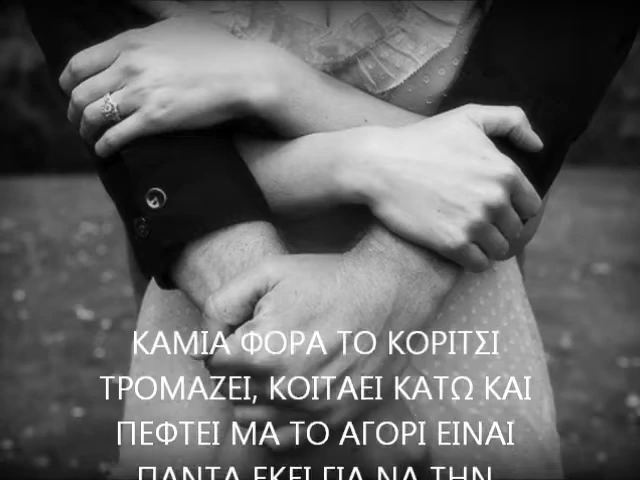 ΚΑΜΙΑ ΦΟΡΑ ΤΟ ΚΟΡΙΤΣΙ
ΤΡΟΜΑΖΕΙ, ΚΟΙΤΑΕΙ ΚΑΤΩ ΚΑΙ
ΠΕΦΤΕΙ ΜΑ ΤΟ ΑΓΟΡΙ ΕΙΝΑΙ
ΠΑΝΤΑ ΕΚΕΙ ΓΙΑ ΝΑ ΤΗΝ